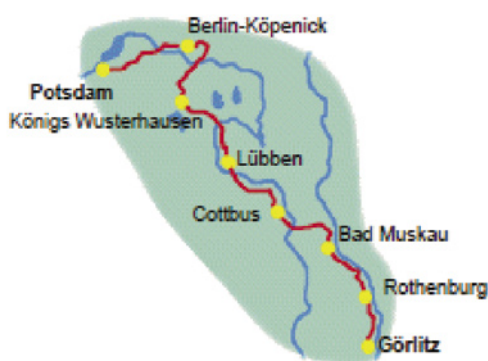 Berlin-Köpenick
Potsdam
Königs Wusterhausen
Lübben
Cottbus
Bad Muskau
Rothenburg
Görlitz